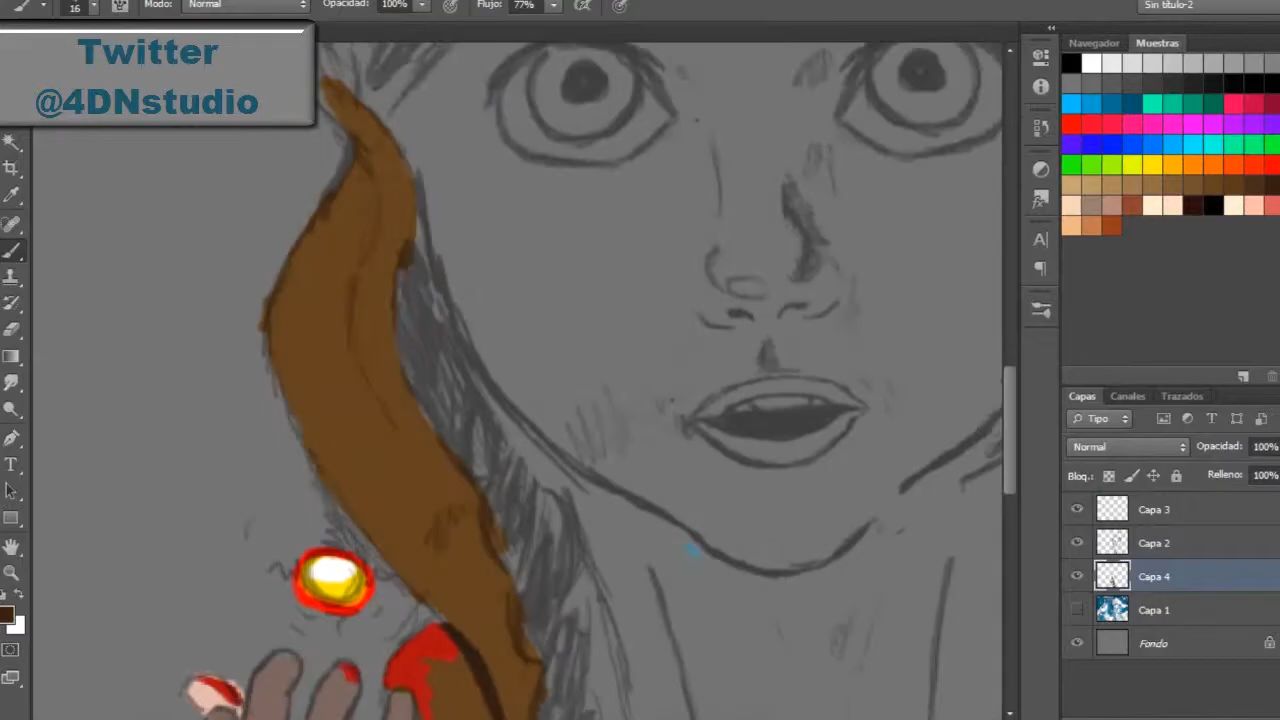 16 Modo: Normal Opacidad: 100% Flujo: 77% Sin título-2
Twitter
@4DNstudio
Navegador Muestras
Capas Canales Trazados
Tipo
Normal Opacidad: 100%
Bloq.: Relleno: 100%
Capa 3
Capa 2
Capa 4
Capa 1
Fondo